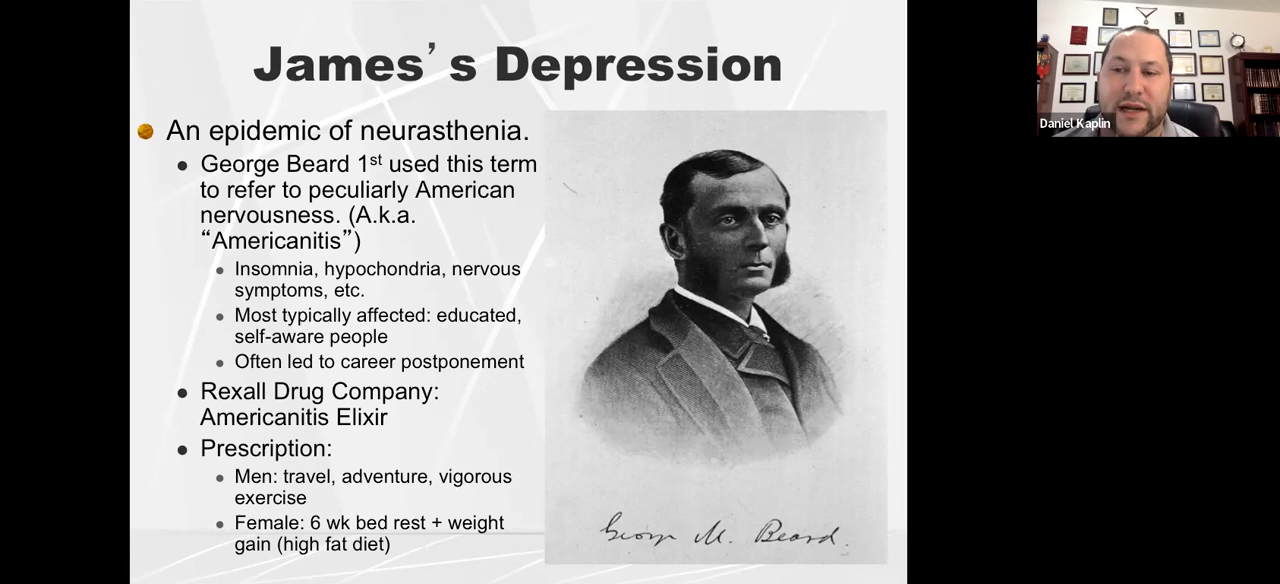 James’s Depression
An epidemic of neurasthenia.
George Beard 1st used this term
to refer to peculiarly American
nervousness. (A.k.a.
“Americanitis”)
Insomnia, hypochondria, nervous
symptoms, etc.
Most typically affected: educated,
self-aware people
Often led to career postponement
Rexall Drug Company:
Americanitis Elixir
Prescription:
Men: travel, adventure, vigorous
exercise
Female: 6 wk bed rest + weight
gain (high fat diet)
George M. Beard.
Daniel Kaplin